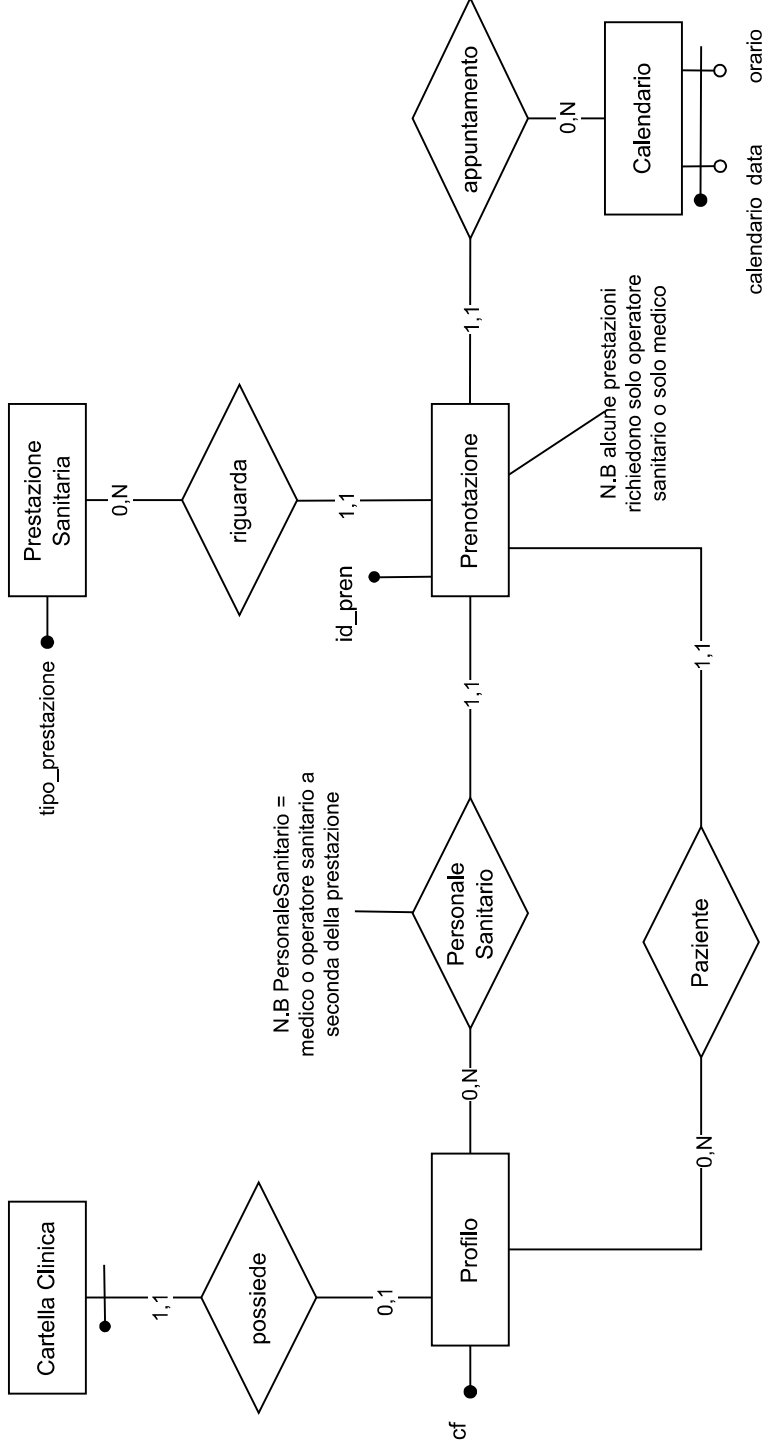 Cartella Clinica
1,1
possiede
0,1
Profilo
cf
0,N
Personale
Sanitario
1,1
N.B PersonaleSanitario =
medico o operatore sanitario a
seconda della prestazione
0,N
Paziente
1,1
tipo_prestazione
Prestazione
Sanitaria
0,N
riguarda
1,1
id_pren
Prenotazione
N.B alcune prestazioni
richiedono solo operatore
sanitario o solo medico
1,1
appuntamento
0,N
Calendario
calendario data
orario